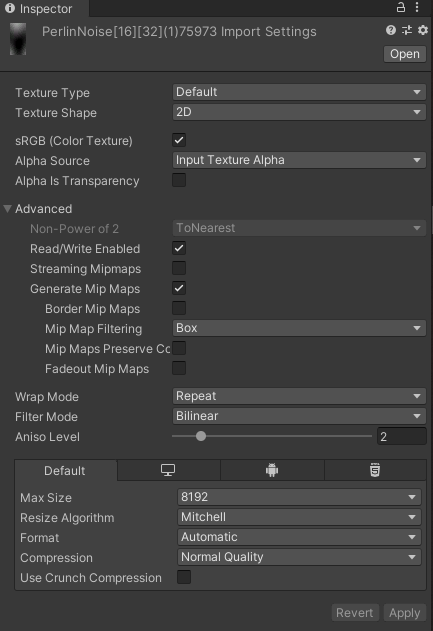 Inspector
PerlinNoise[16][32](1)75973 Import Settings
Open
Texture Type Default
Texture Shape 2D
sRGB (Color Texture)
Alpha Source Input Texture Alpha
Alpha Is Transparency
Advanced
Non-Power of 2 ToNearest
Read/Write Enabled
Streaming Mipmaps
Generate Mip Maps
Border Mip Maps
Mip Map Filtering Box
Mip Maps Preserve Co
Fadeout Mip Maps
Wrap Mode Repeat
Filter Mode Bilinear
Aniso Level 2
Default
Max Size 8192
Resize Algorithm Mitchell
Format Automatic
Compression Normal Quality
Use Crunch Compression
Revert Apply